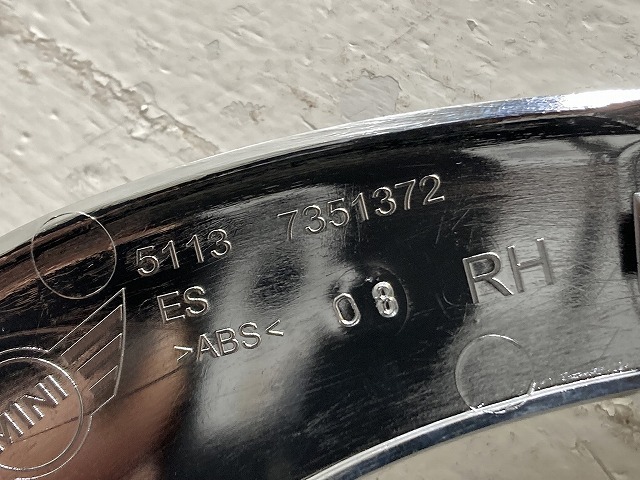 5113 7351372
ES
>ABS<
08
RH
MINI